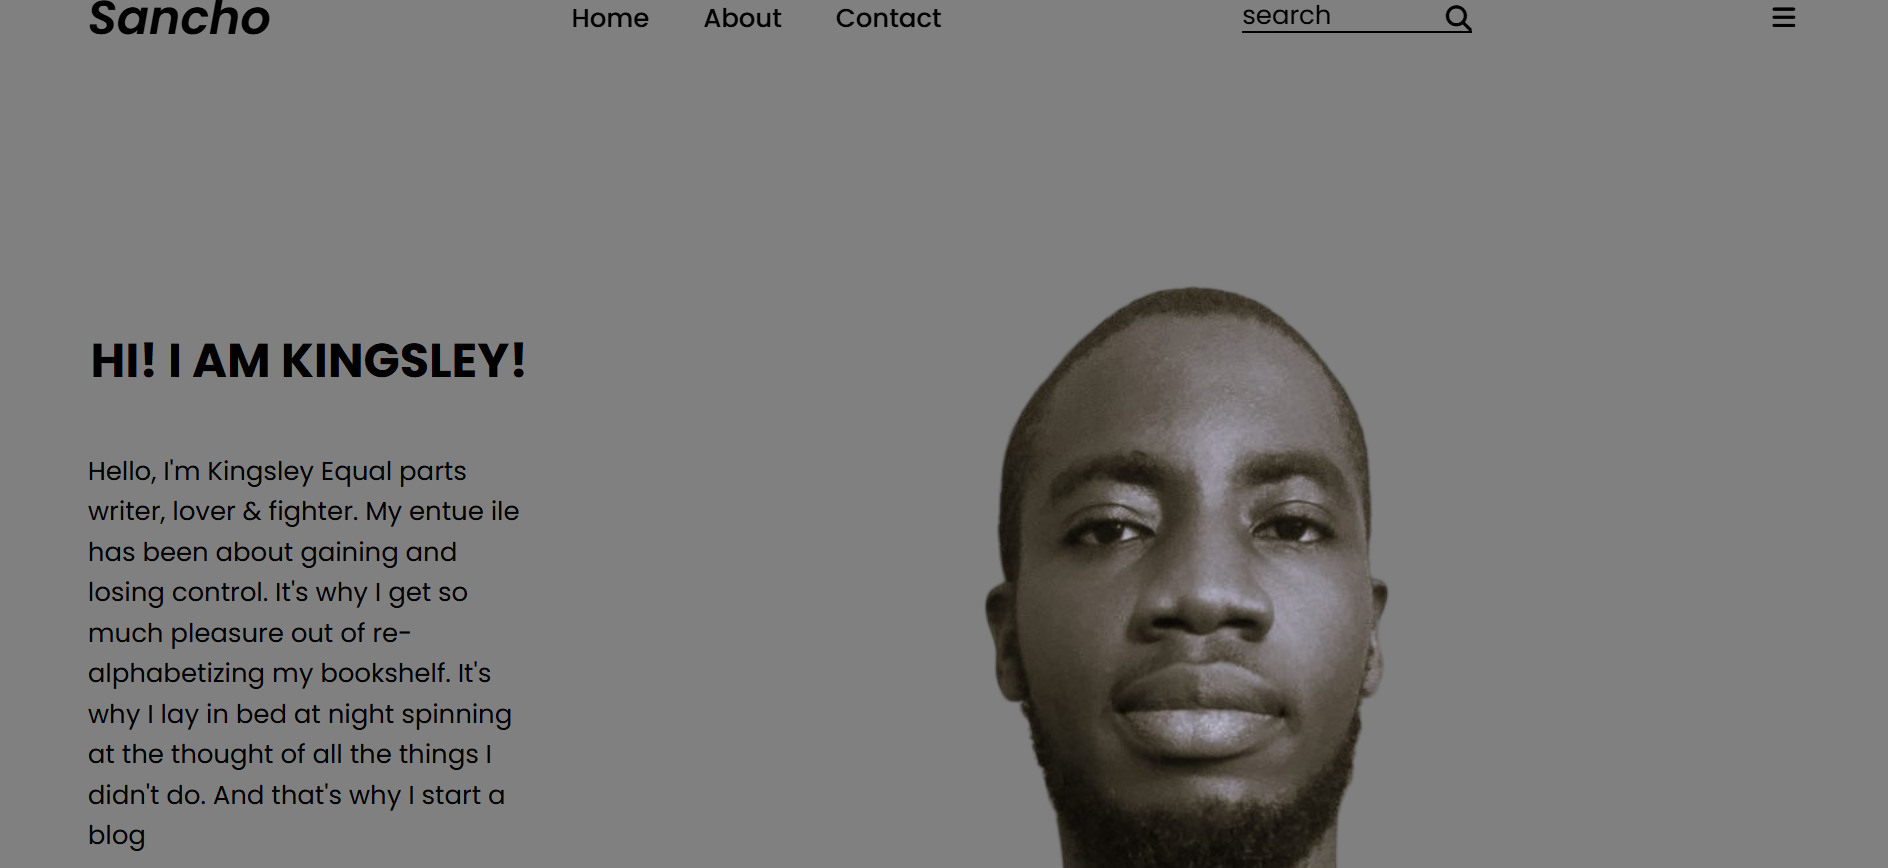 Sancho
Home About Contact
search
HI! I AM KINGSLEY!
Hello, I'm Kingsley Equal parts
writer, lover & fighter. My entue ile
has been about gaining and
losing control. It's why I get so
much pleasure out of re-
alphabetizing my bookshelf. It's
why I lay in bed at night spinning
at the thought of all the things I
didn't do. And that's why I start a
blog